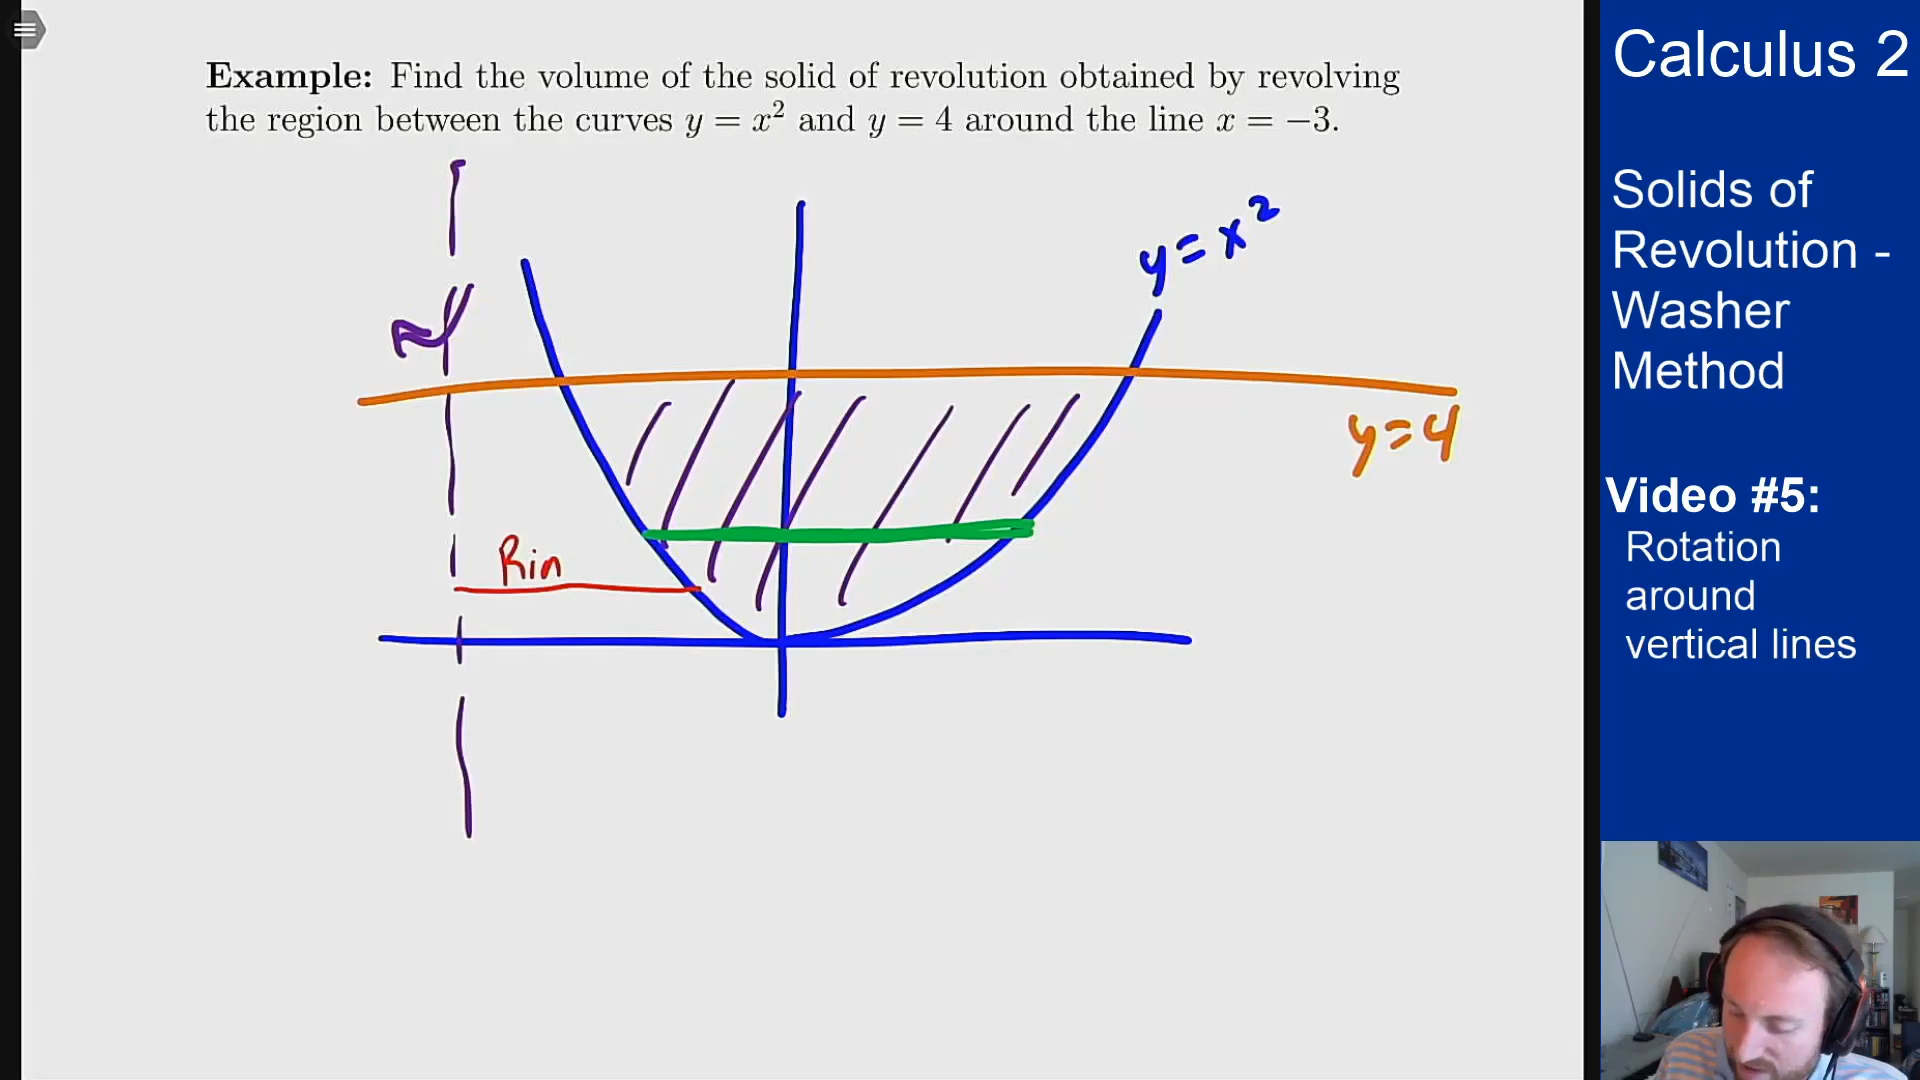 Example: Find the volume of the solid of revolution obtained by revolving
the region between the curves y = x² and y = 4 around the line x = −3.
y = x²
y = 4
Rin
Calculus 2
Solids of
Revolution -
Washer
Method
Video #5:
Rotation
around
vertical lines